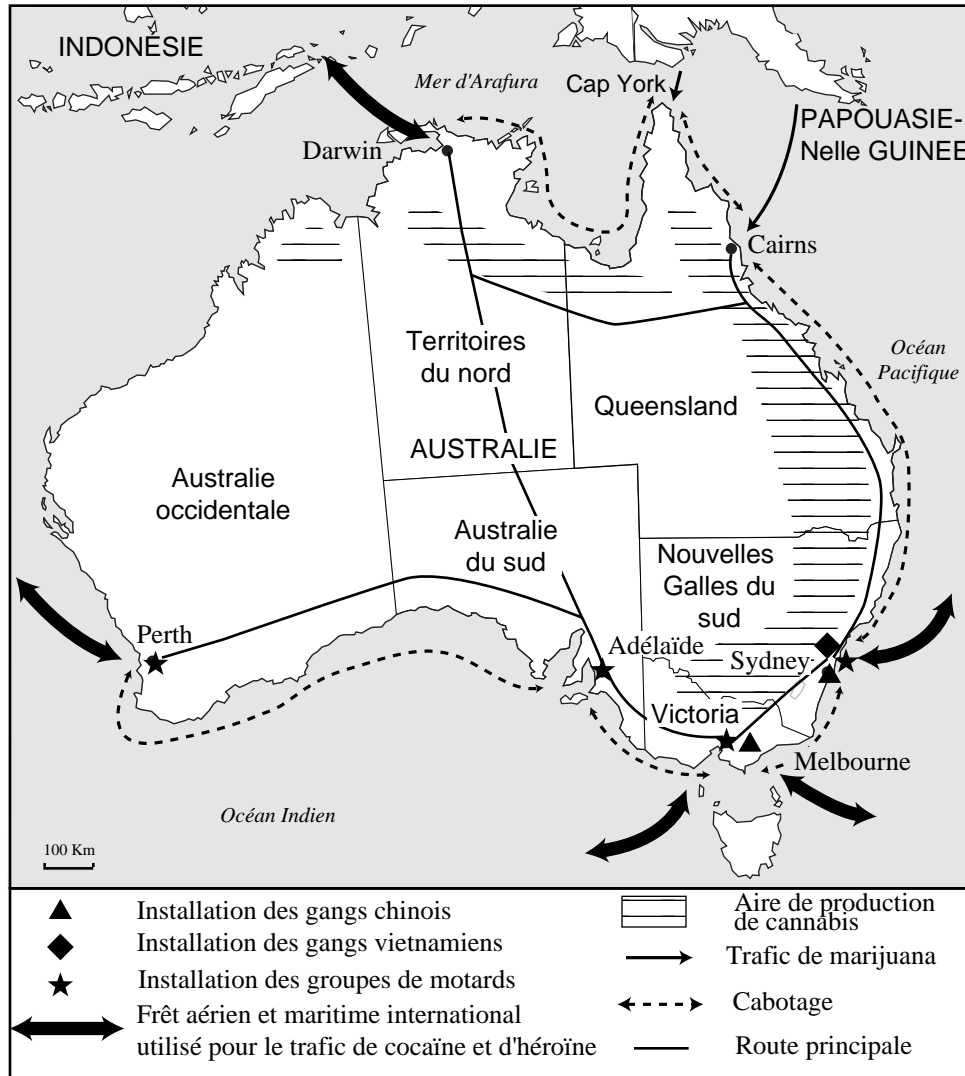 INDONESIE
Mer d'Arafura
Cap York
PAPOUASIE-
Nelle GUINEE
Darwin
Cairns
Territoires
du nord
Océan
Pacifique
Queensland
AUSTRALIE
Australie
occidentale
Australie
du sud
Nouvelles
Galles du
sud
Perth
Adélaïde
Sydney
Victoria
Melbourne
Océan Indien
100 Km
Installation des gangs chinois
Installation des gangs vietnamiens
Installation des groupes de motards
Frêt aérien et maritime international
utilisé pour le trafic de cocaïne et d'héroïne
Aire de production
de cannabis
Trafic de marijuana
Cabotage
Route principale